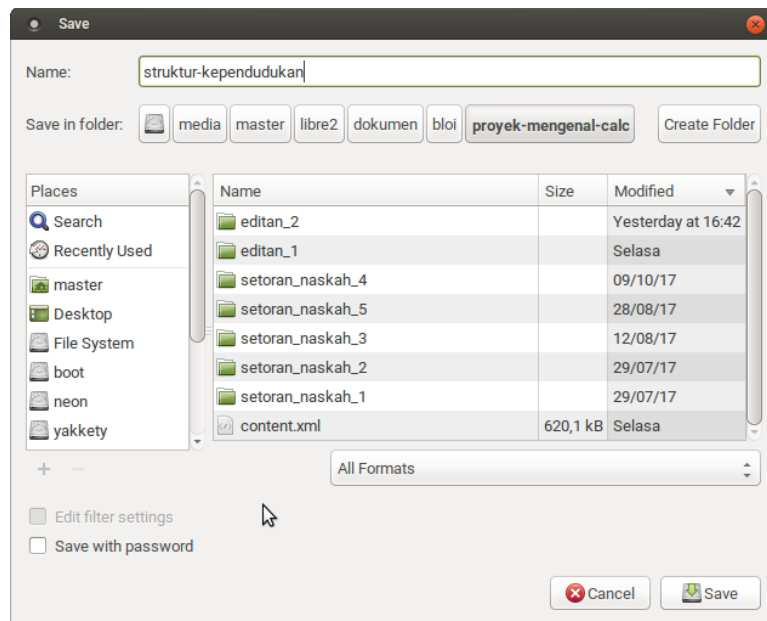 Save
Name: struktur-kependudukan
Save in folder: media master libre2 dokumen bloi proyek-mengenal-calc Create Folder
Places Name Size Modified
Search editan_2 Yesterday at 16:42
Recently Used editan_1 Selasa
master setoran_naskah_4 09/10/17
Desktop setoran_naskah_5 28/08/17
File System setoran_naskah_3 12/08/17
boot setoran_naskah_2 29/07/17
neon setoran_naskah_1 29/07/17
yakkety content.xml 620,1 kB Selasa
All Formats
Edit filter settings
Save with password
Cancel Save